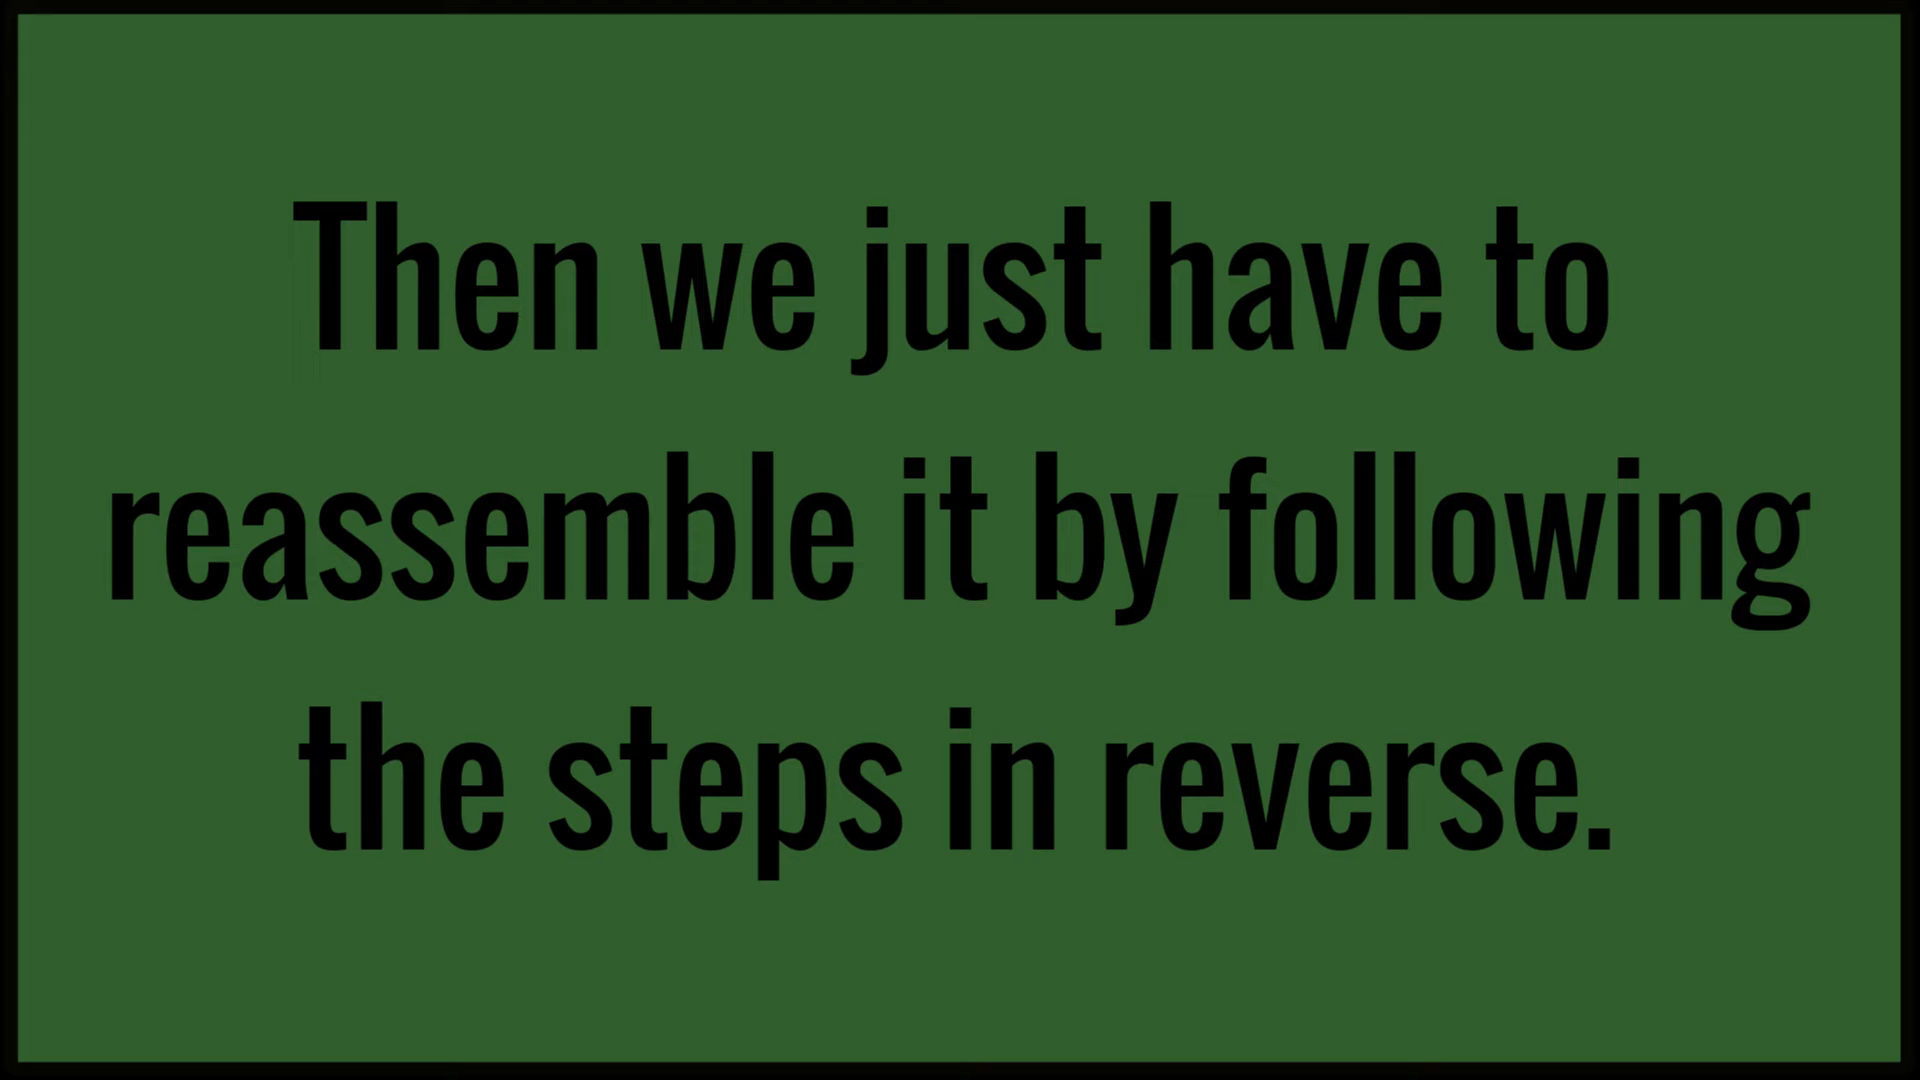 Then we just have to
reassemble it by following
the steps in reverse.